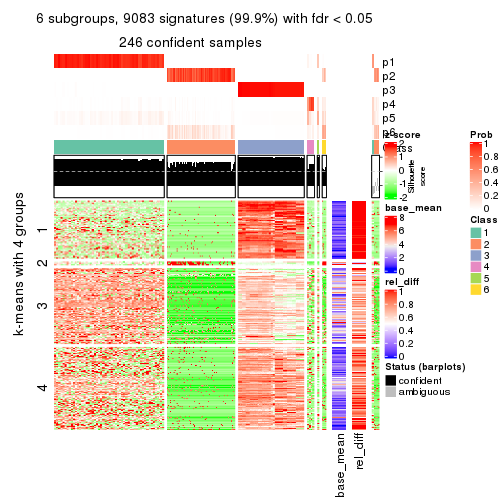 6 subgroups, 9083 signatures (99.9%) with fdr < 0.05
246 confident samples
p1
p2
p3
p4
p5
p6
Class
Silhouette
score
k-means with 4 groups
1
2
3
4
base_mean
rel_diff
z-score
2
1
0
-1
-2
base_mean
8
6
4
2
0
rel_diff
1
0.8
0.6
0.4
0.2
0
Status (barplots)
confident
ambiguous
Prob
1
0.8
0.6
0.4
0.2
0
Class
1
2
3
4
5
6